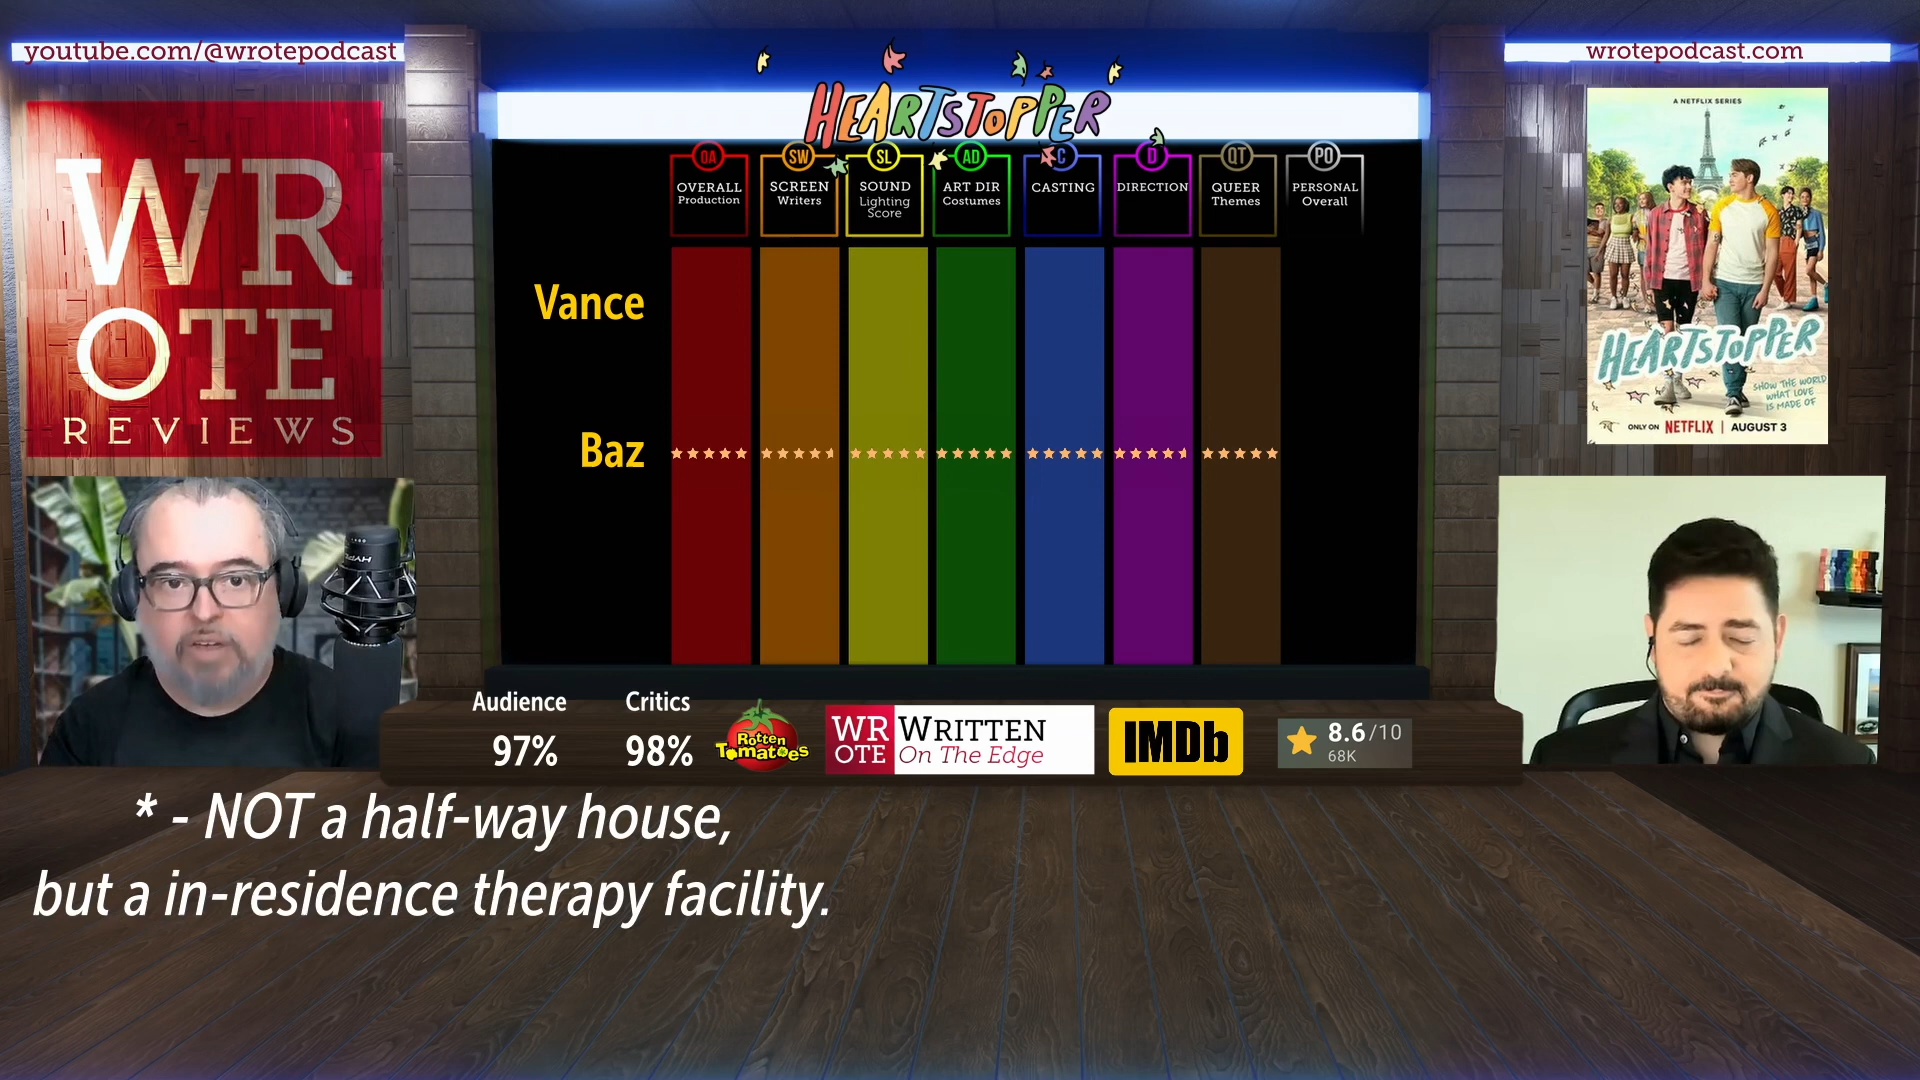 youtube.com/@wrotepodcast
wrotepodcast.com
WR
OTE
REVIEWS
HEARTSTOPPER
OA
OVERALL
Production
SW
SCREEN
Writers
SL
SOUND
Lighting
Score
AD
ART DIR
Costumes
C
CASTING
D
DIRECTION
QT
QUEER
Themes
PO
PERSONAL
Overall
Vance
Baz
A NETFLIX SERIES
HEARTSTOPPER
SHOW THE WORLD
WHAT LOVE
IS MADE OF
ONLY ON NETFLIX | AUGUST 3
Audience
97%
Critics
98%
Rotten
Tomatoes
WR
OTE
WRITTEN
On The Edge
IMDb
8.6/10
68K
* - NOT a half-way house,
but a in-residence therapy facility.